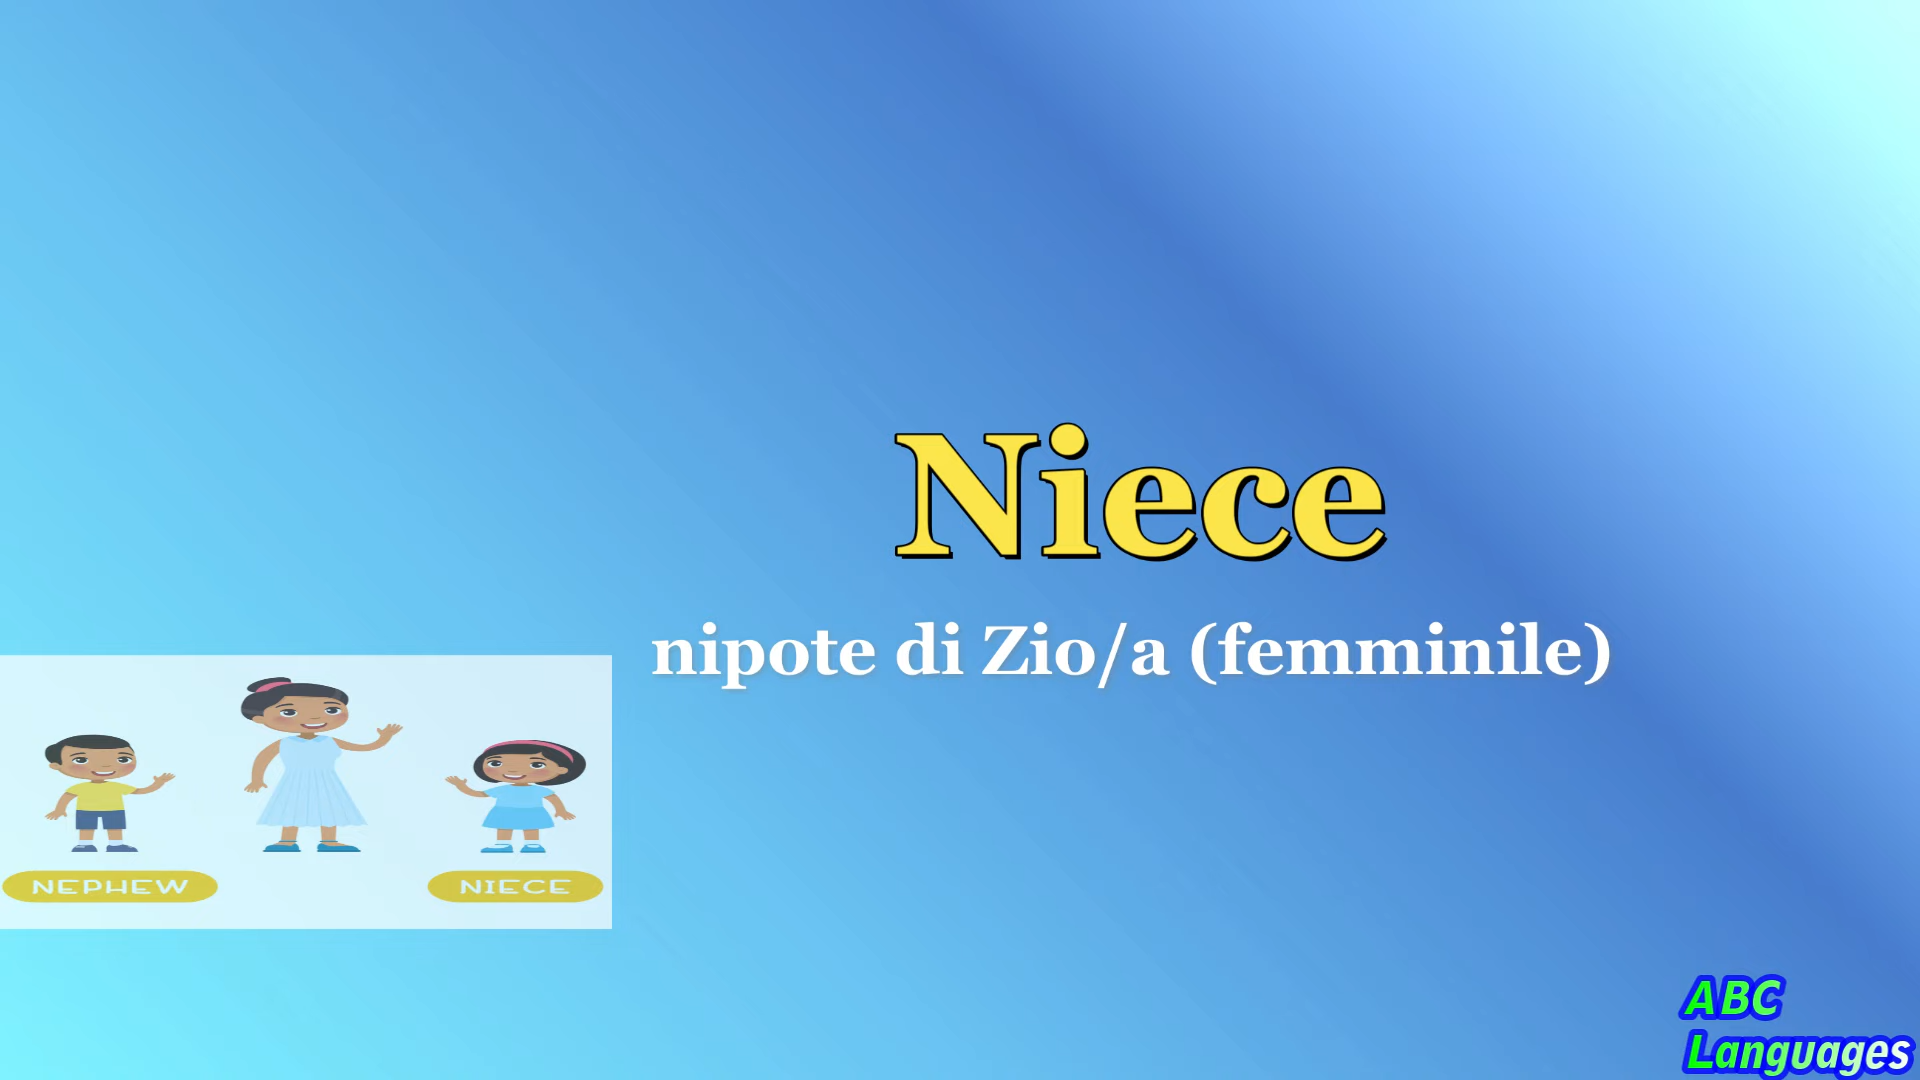 Niece
nipote di Zio/a (femminile)
NEPHEW
NIECE
ABC
Languages